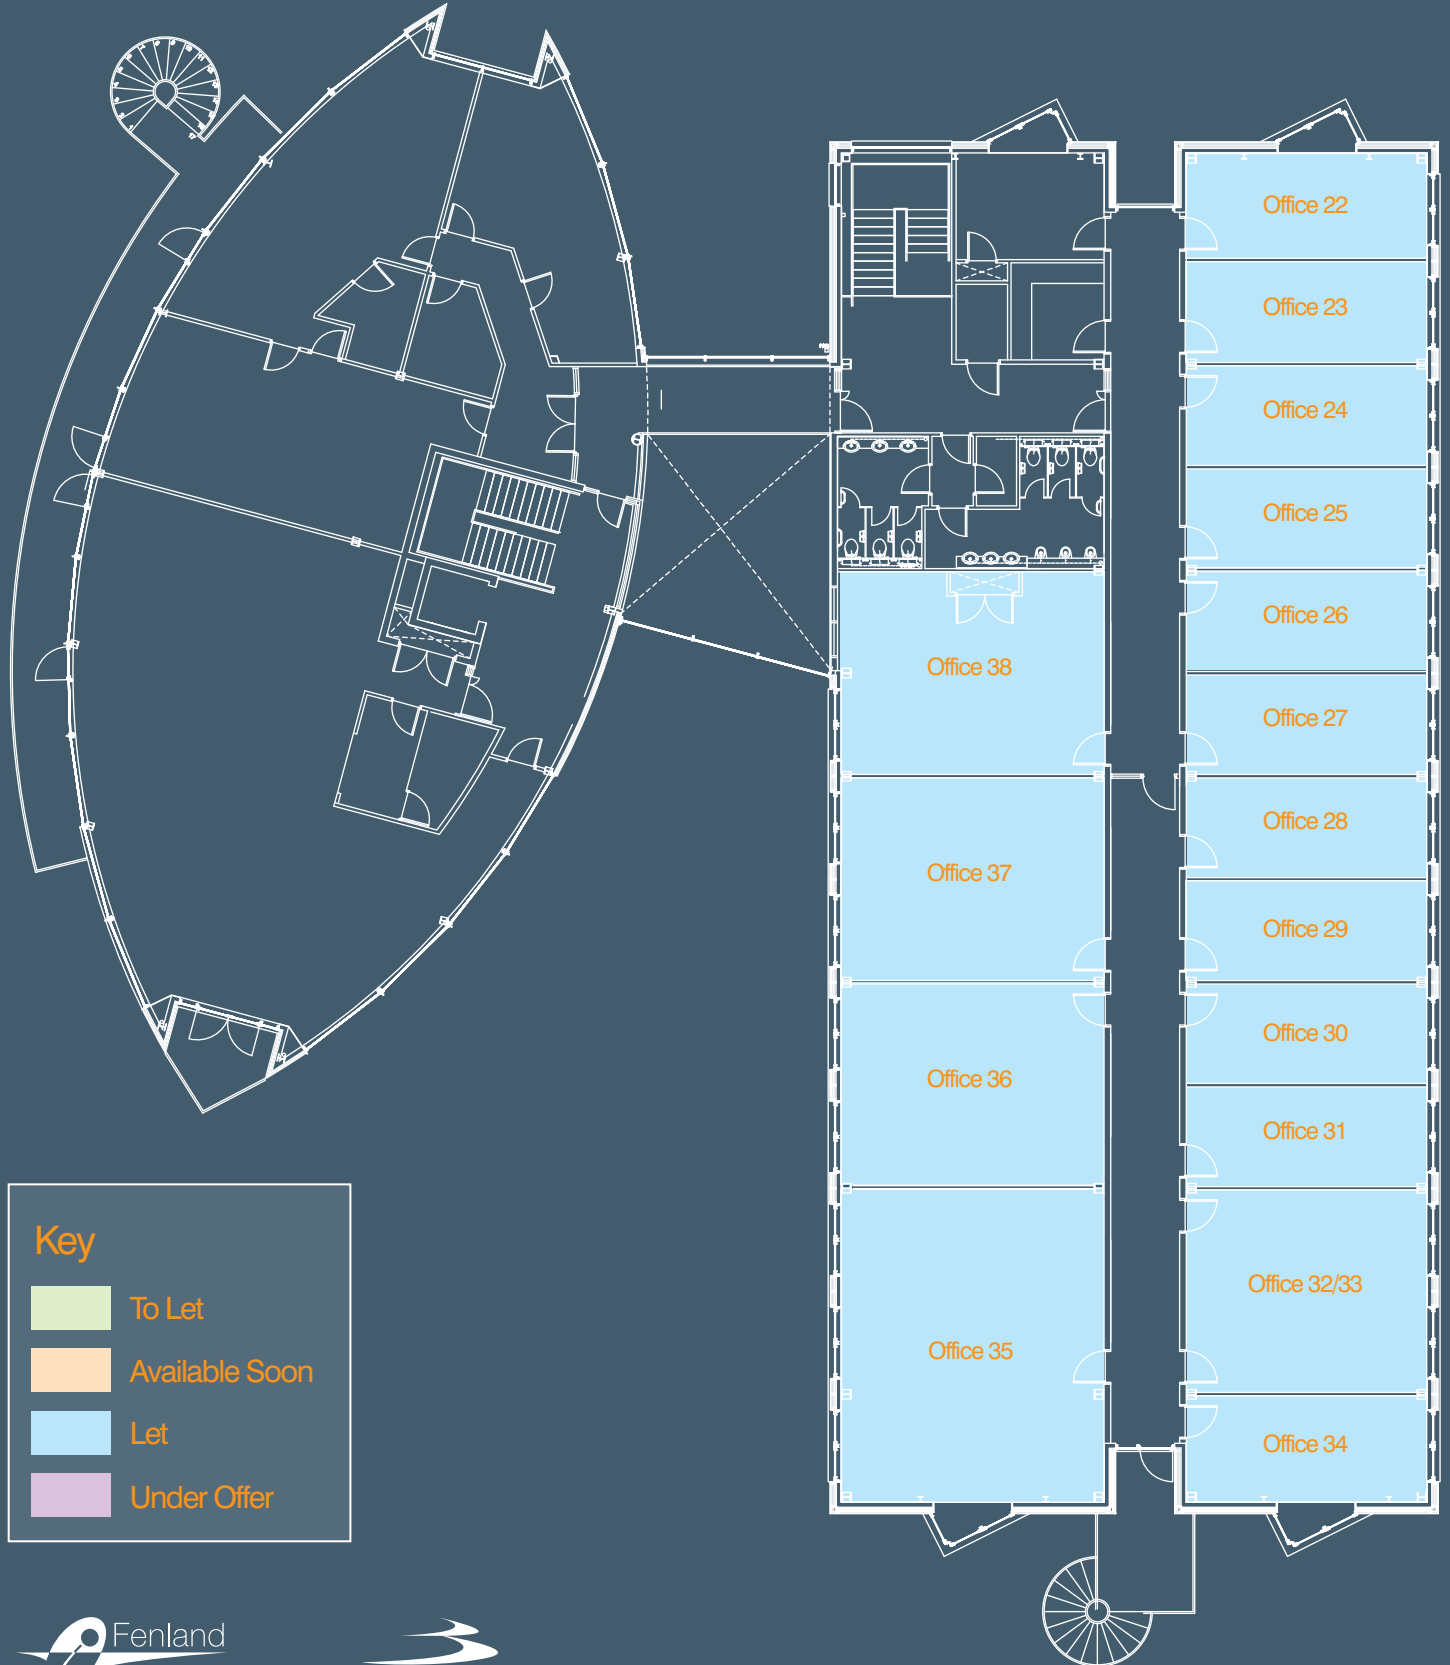 Office 22
Office 23
Office 24
Office 25
Office 26
Office 38
Office 27
Office 28
Office 37
Office 29
Office 30
Office 36
Office 31
Office 32/33
Office 35
Office 34
Key
To Let
Available Soon
Let
Under Offer
Fenland